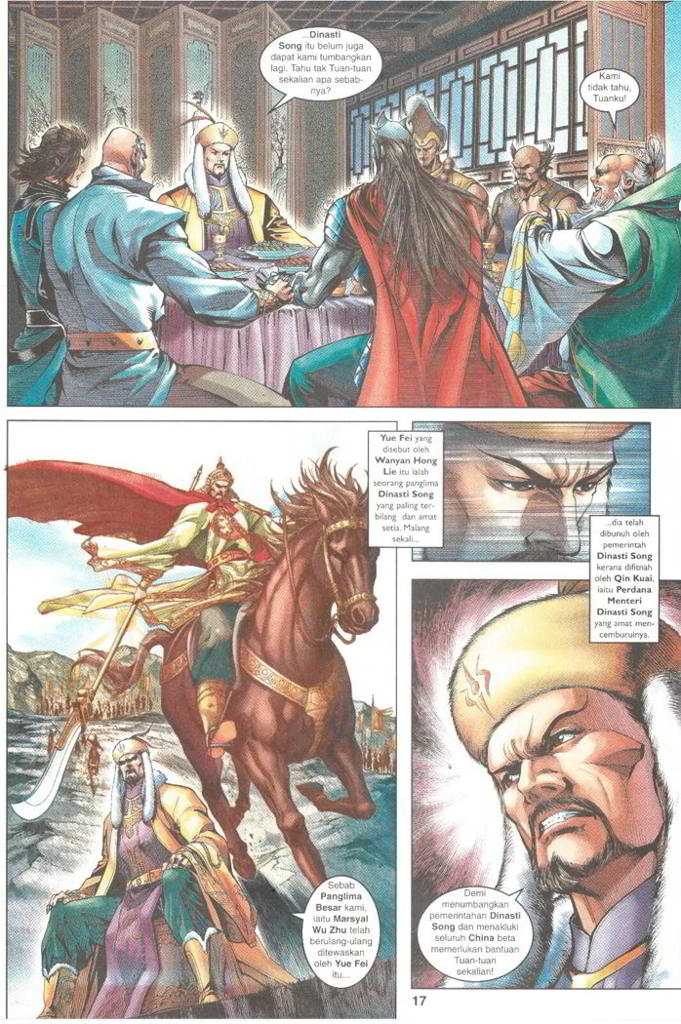 ...Dinasti
Song itu belum juga
dapat kami tumbangkan
lagi. Tahu tak Tuan-tuan
sekalian apa sebab-
nya?
Kami
tidak tahu,
Tuanku!
Yue Fei yang
disebut oleh
Wanyan Hong
Lie itu ialah
seorang panglima
Dinasti Song
yang paling ter-
bilang dan amat
setia. Malang
sekali...
...dia telah
dibunuh oleh
pemerintah
Dinasti Song
kerana difitnah
oleh Qin Kuai,
iaitu Perdana
Menteri
Dinasti Song
yang amat men-
cemburuinya.
Sebab
Panglima
Besar kami,
iaitu Marsyal
Wu Zhu telah
berulang-ulang
ditewaskan
oleh Yue Fei
itu...
Demi
menumbangkan
pemerintahan Dinasti
Song dan menakluki
seluruh China beta
memerlukan bantuan
Tuan-tuan
sekalian!
17